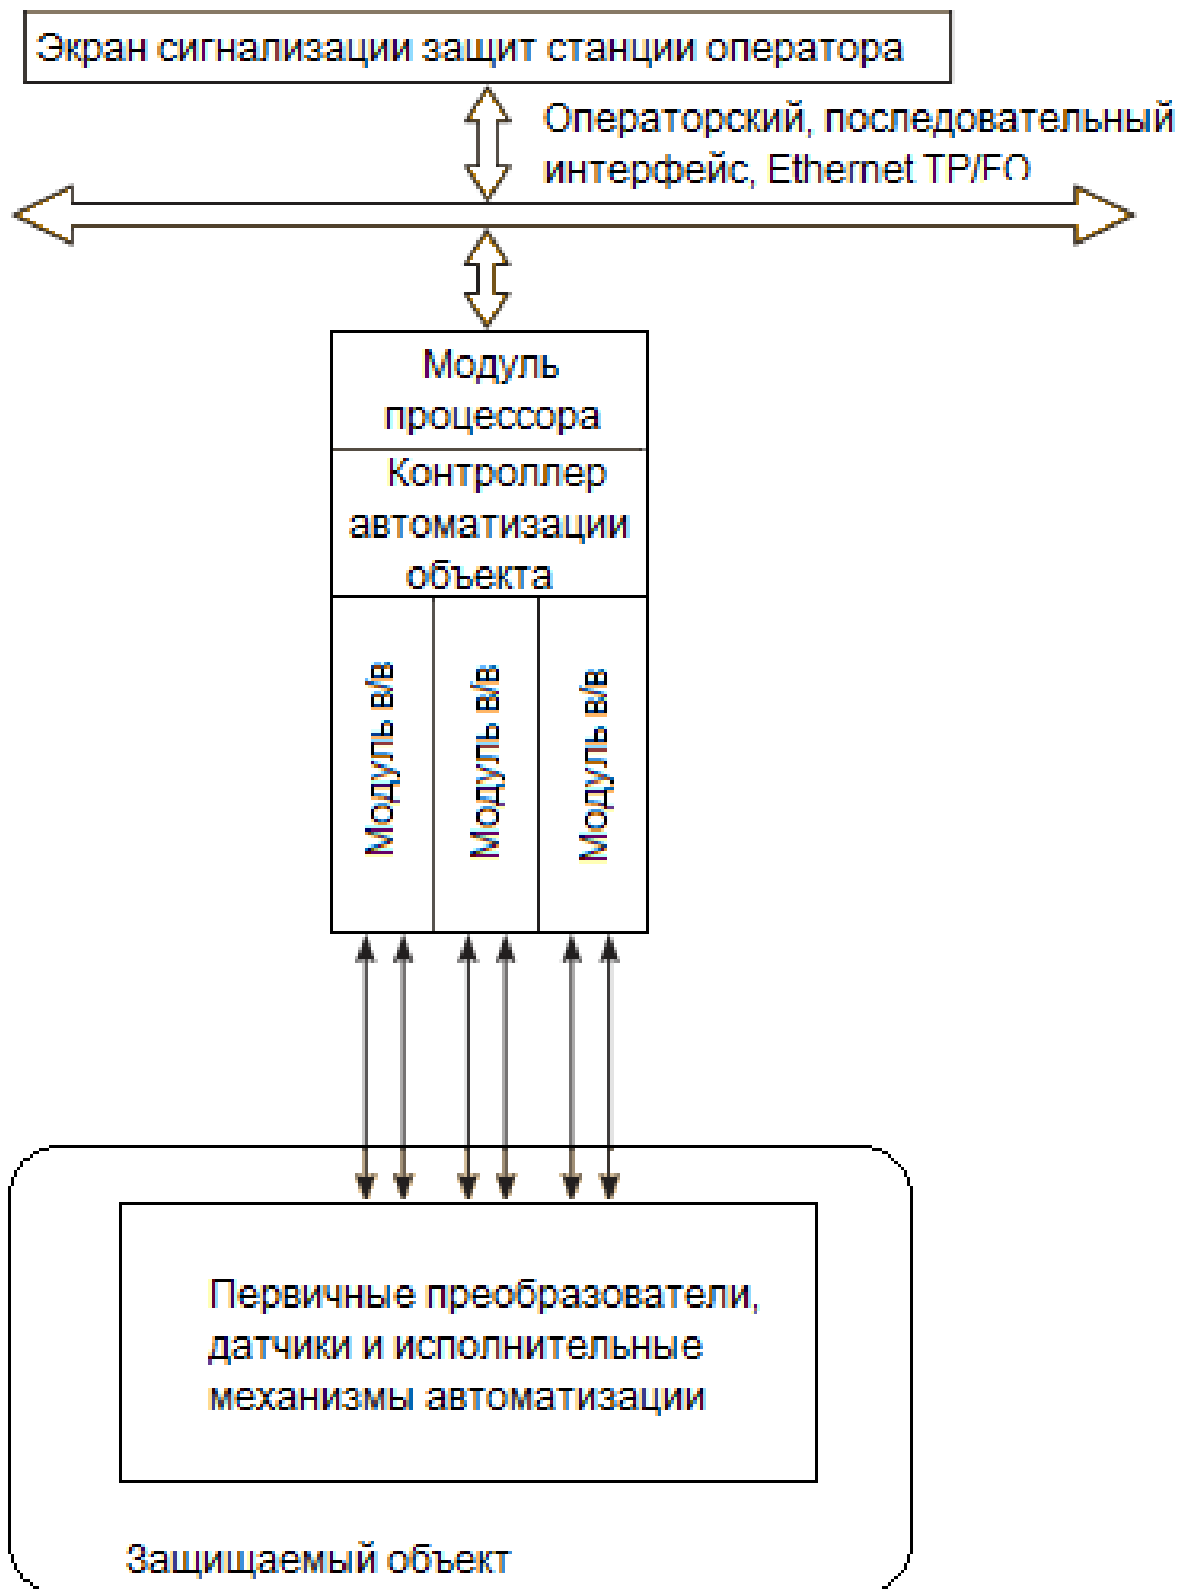 Экран сигнализации защит станции оператора
Операторский, последовательный
интерфейс, Ethernet TP/FO
Модуль
процессора
Контроллер
автоматизации
объекта
Модуль в/в
Модуль в/в
Модуль в/в
Первичные преобразователи,
датчики и исполнительные
механизмы автоматизации
Защищаемый объект